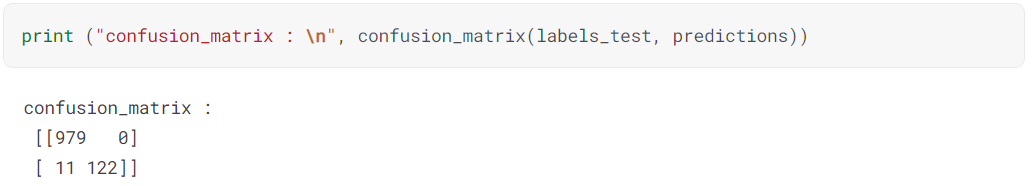 print ("confusion_matrix : \n", confusion_matrix(labels_test, predictions))
confusion_matrix :
[[979   0]
[ 11 122]]